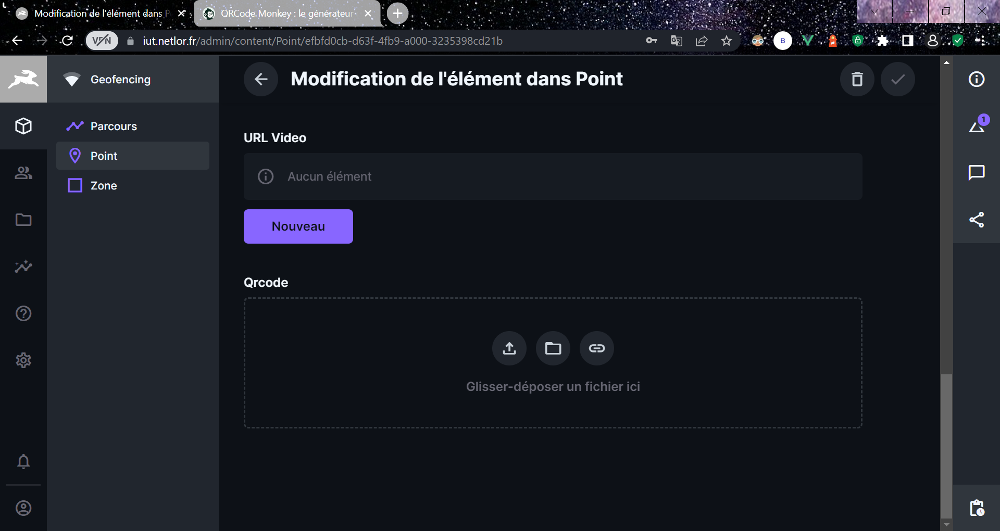 Modification de l'élément dans P
QRCode Monkey : le générateur
VPN
iut.netlor.fr/admin/content/Point/efbfd0cb-d63f-4fb9-a000-3235398cd21b
B
Geofencing
Modification de l'élément dans Point
Parcours
1
Point
Zone
URL Video
Aucun élément
Nouveau
Qrcode
Glisser-déposer un fichier ici